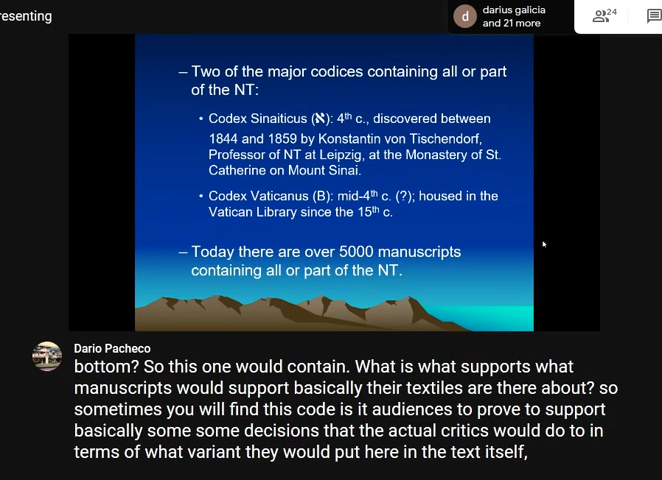 resenting
d
darius galicia
and 21 more
24
– Two of the major codices containing all or part
of the NT:
• Codex Sinaiticus (ℵ): 4th c., discovered between
1844 and 1859 by Konstantin von Tischendorf,
Professor of NT at Leipzig, at the Monastery of St.
Catherine on Mount Sinai.
• Codex Vaticanus (B): mid-4th c. (?); housed in the
Vatican Library since the 15th c.
– Today there are over 5000 manuscripts
containing all or part of the NT.
Dario Pacheco
bottom? So this one would contain. What is what supports what
manuscripts would support basically their textiles are there about? so
sometimes you will find this code is it audiences to prove to support
basically some some decisions that the actual critics would do to in
terms of what variant they would put here in the text itself,